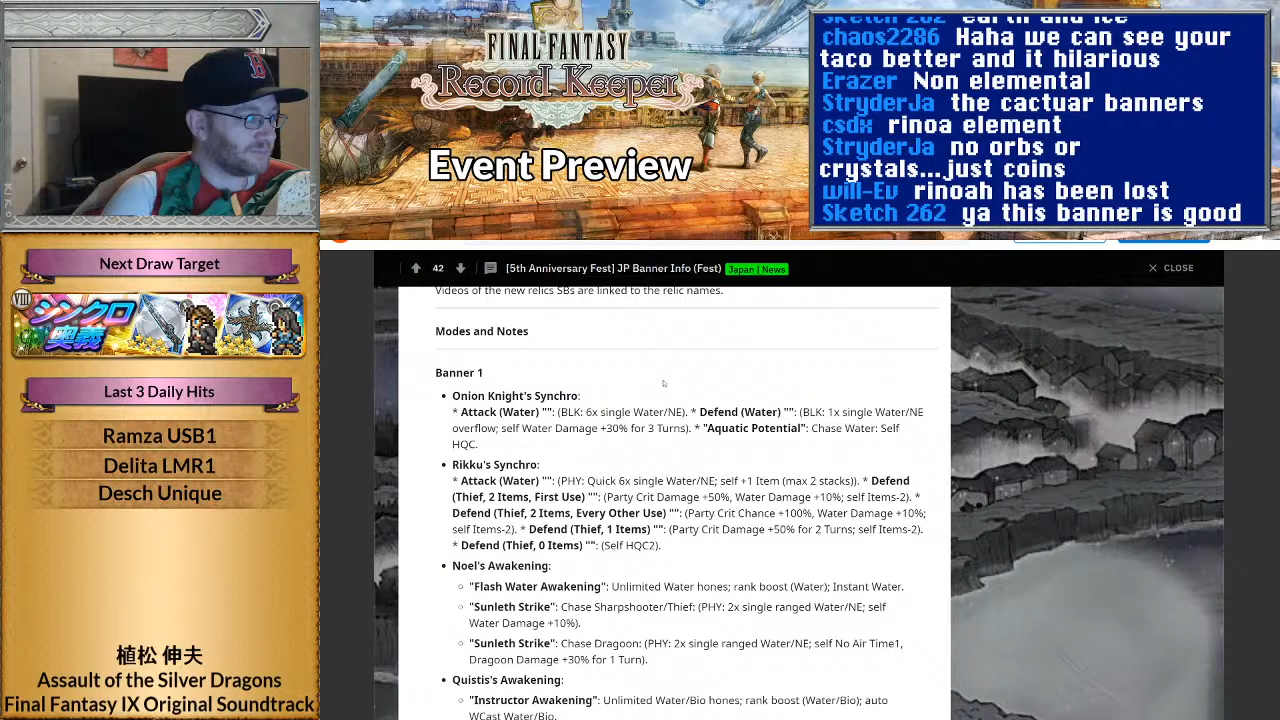 Next Draw Target
VIII
シンクロ
奥義
Last 3 Daily Hits
Ramza USB1
Delita LMR1
Desch Unique
植松 伸夫
Assault of the Silver Dragons
Final Fantasy IX Original Soundtrack
FINAL FANTASY
Record Keeper
Event Preview
Sketch 262 earth and ice
chaos2286 Haha we can see your
taco better and it hilarious
Erazer Non elemental
StryderJa the cactuar banners
csdx rinoa element
StryderJa no orbs or
crystals...just coins
will-Ev rinoah has been lost
Sketch 262 ya this banner is good
42 [5th Anniversary Fest] JP Banner Info (Fest) Japan | News CLOSE
Videos of the new relics SBs are linked to the relic names.
Modes and Notes
Banner 1
• Onion Knight's Synchro:
* Attack (Water) "": (BLK: 6x single Water/NE). * Defend (Water) "": (BLK: 1x single Water/NE
overflow; self Water Damage +30% for 3 Turns). * "Aquatic Potential": Chase Water: Self
HQC.
• Rikku's Synchro:
* Attack (Water) "": (PHY: Quick 6x single Water/NE; self +1 Item (max 2 stacks)). * Defend
(Thief, 2 Items, First Use) "": (Party Crit Damage +50%, Water Damage +10%; self Items-2). *
Defend (Thief, 2 Items, Every Other Use) "": (Party Crit Chance +100%, Water Damage +10%;
self Items-2). * Defend (Thief, 1 Items) "": (Party Crit Damage +50% for 2 Turns; self Items-2).
* Defend (Thief, 0 Items) "": (Self HQC2).
• Noel's Awakening:
○ "Flash Water Awakening": Unlimited Water hones; rank boost (Water); Instant Water.
○ "Sunleth Strike": Chase Sharpshooter/Thief: (PHY: 2x single ranged Water/NE; self
Water Damage +10%).
○ "Sunleth Strike": Chase Dragoon: (PHY: 2x single ranged Water/NE; self No Air Time1,
Dragoon Damage +30% for 1 Turn).
• Quistis's Awakening:
○ "Instructor Awakening": Unlimited Water/Bio hones; rank boost (Water/Bio); auto
WCast Water/Bio.